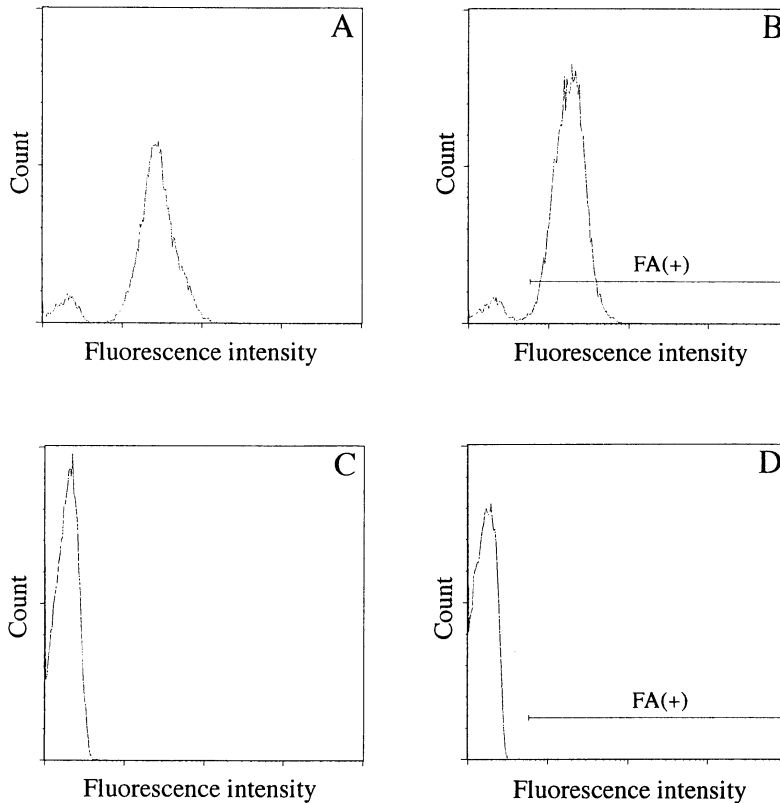 A
Count
Fluorescence intensity
B
Count
FA(+)
Fluorescence intensity
C
Count
Fluorescence intensity
D
Count
FA(+)
Fluorescence intensity